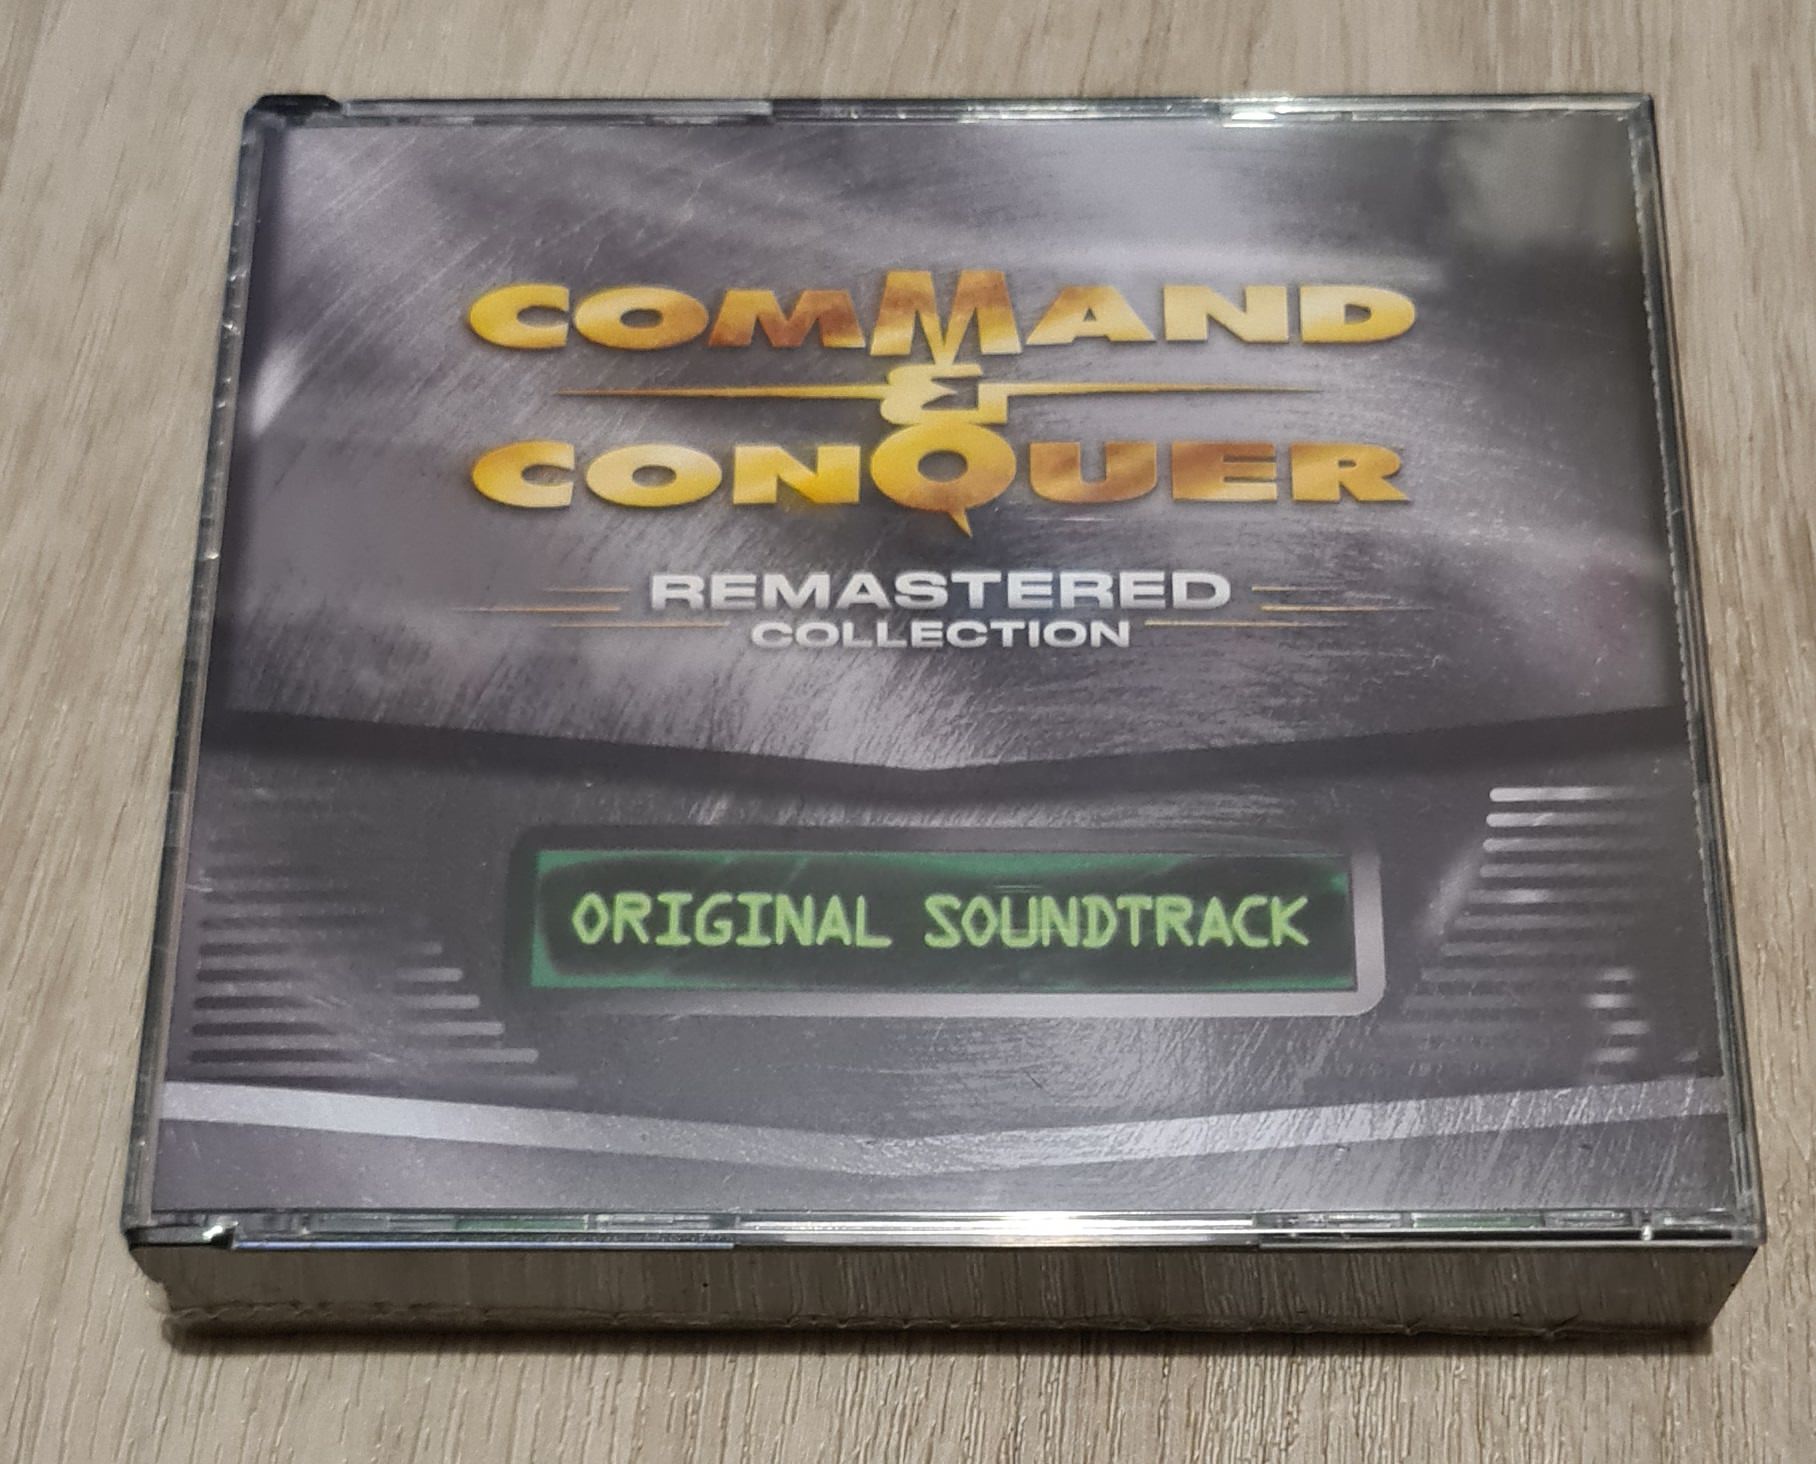 COMMAND
&
CONQUER
REMASTERED
COLLECTION
ORIGINAL SOUNDTRACK